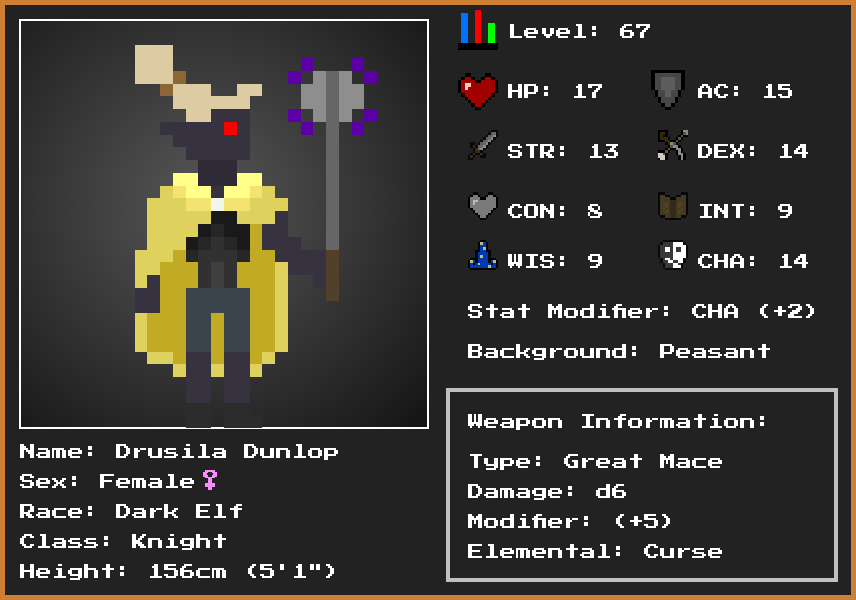 Level: 67
HP: 17
AC: 15
STR: 13
DEX: 14
CON: 8
INT: 9
WIS: 9
CHA: 14
Stat Modifier: CHA (+2)
Background: Peasant
Weapon Information:
Type: Great Mace
Damage: d6
Modifier: (+5)
Elemental: Curse
Name: Drusila Dunlop
Sex: Female♀
Race: Dark Elf
Class: Knight
Height: 156cm (5'1")